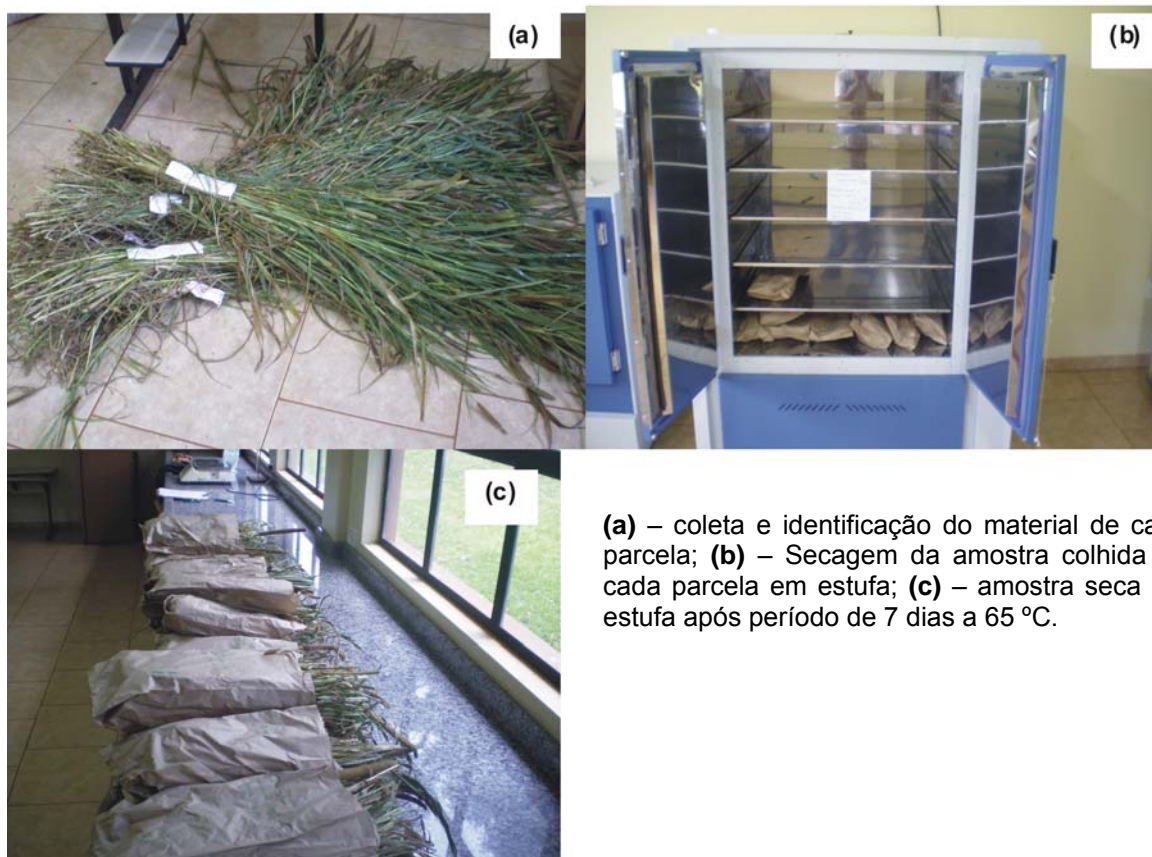 (a)
(b)
(c)
(a) – coleta e identificação do material de ca
parcela; (b) – Secagem da amostra colhida
cada parcela em estufa; (c) – amostra seca
estufa após período de 7 dias a 65 ºC.